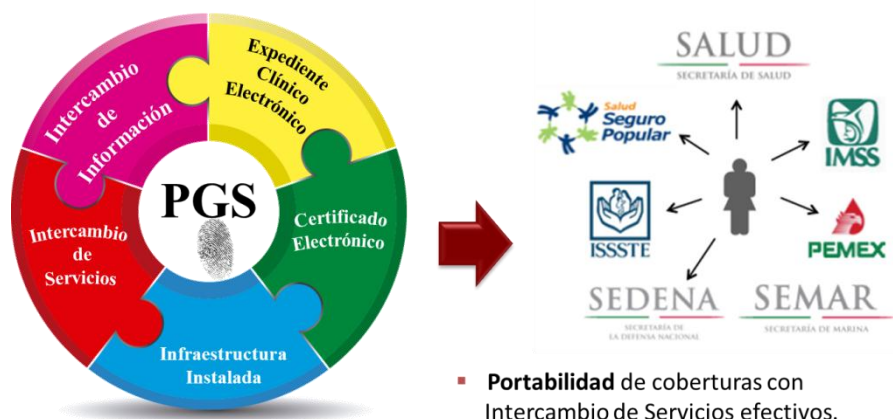 Intercambio
de
Información
Expediente
Clínico
Electrónico
PGS
Certificado
Electrónico
Intercambio
de
Servicios
Infraestructura
Instalada
SALUD
SECRETARÍA DE SALUD
Salud
Seguro
Popular
IMSS
ISSSTE
PEMEX
SEDENA
SECRETARÍA DE
LA DEFENSA NACIONAL
SEMAR
SECRETARÍA DE MARINA
▪ Portabilidad de coberturas con
Intercambio de Servicios efectivos.